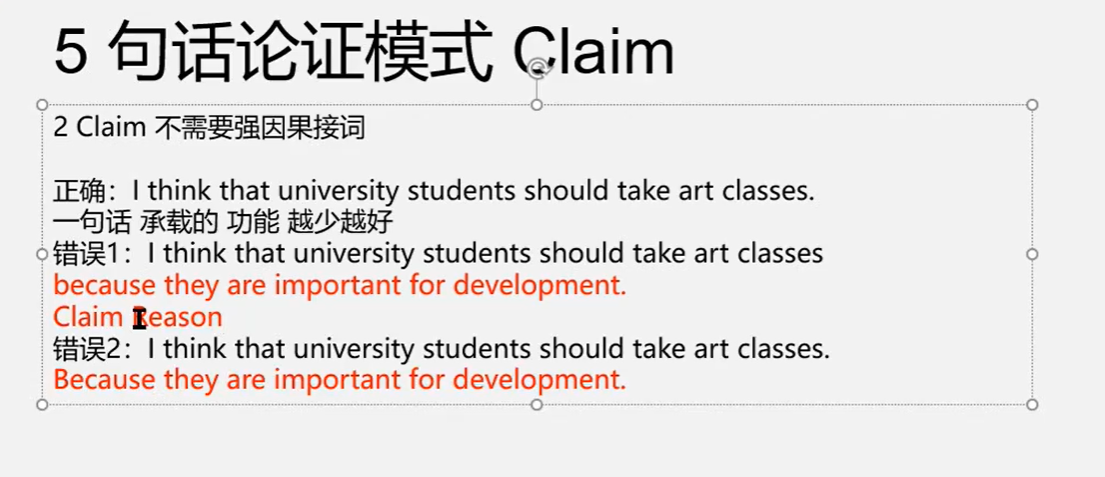 5 句话论证模式 Claim
2 Claim 不需要强因果接词
正确：I think that university students should take art classes.
一句话 承载的 功能 越少越好
错误1：I think that university students should take art classes
because they are important for development.
Claim Reason
错误2：I think that university students should take art classes.
Because they are important for development.